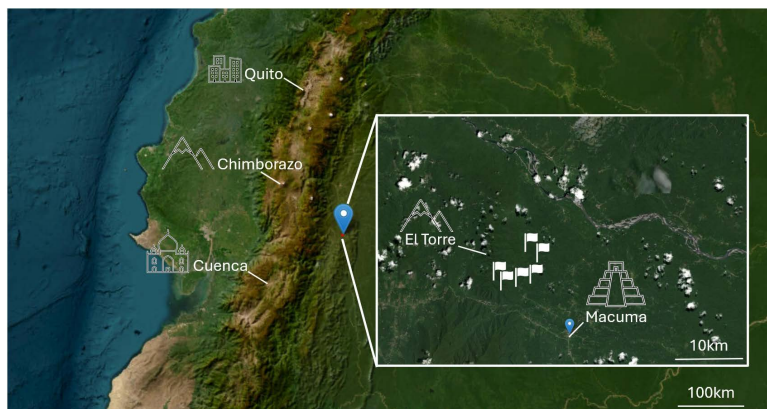 Quito
Chimborazo
Cuenca
El Torre
Macuma
10km
100km